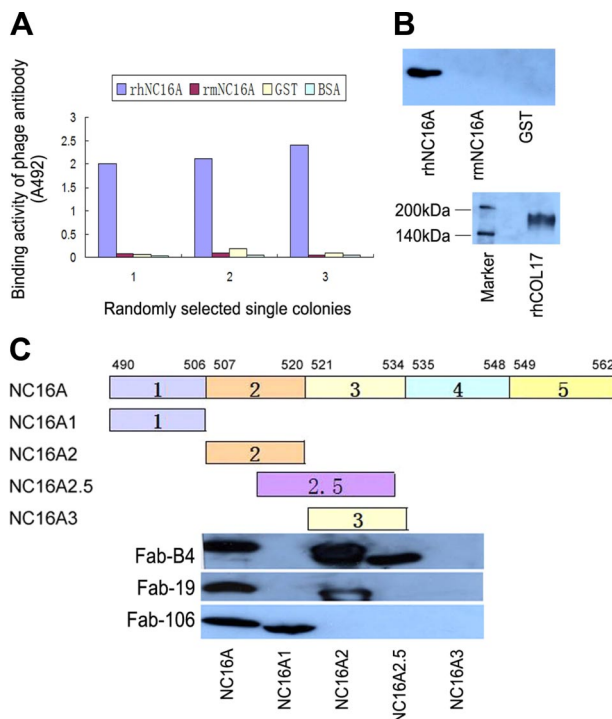 A
rhNC16A rmNC16A GST BSA
Binding activity of phage antibody
(A492)
3
2.5
2
1.5
1
0.5
0
1 2 3
Randomly selected single colonies
B
rhNC16A
rmNC16A
GST
200kDa
140kDa
Marker
rhCOL17
C
490 506 507 520 521 534 535 548 549 562
NC16A 1 2 3 4 5
NC16A1 1
NC16A2 2
NC16A2.5 2.5
NC16A3 3
Fab-B4
Fab-19
Fab-106
NC16A
NC16A1
NC16A2
NC16A2.5
NC16A3